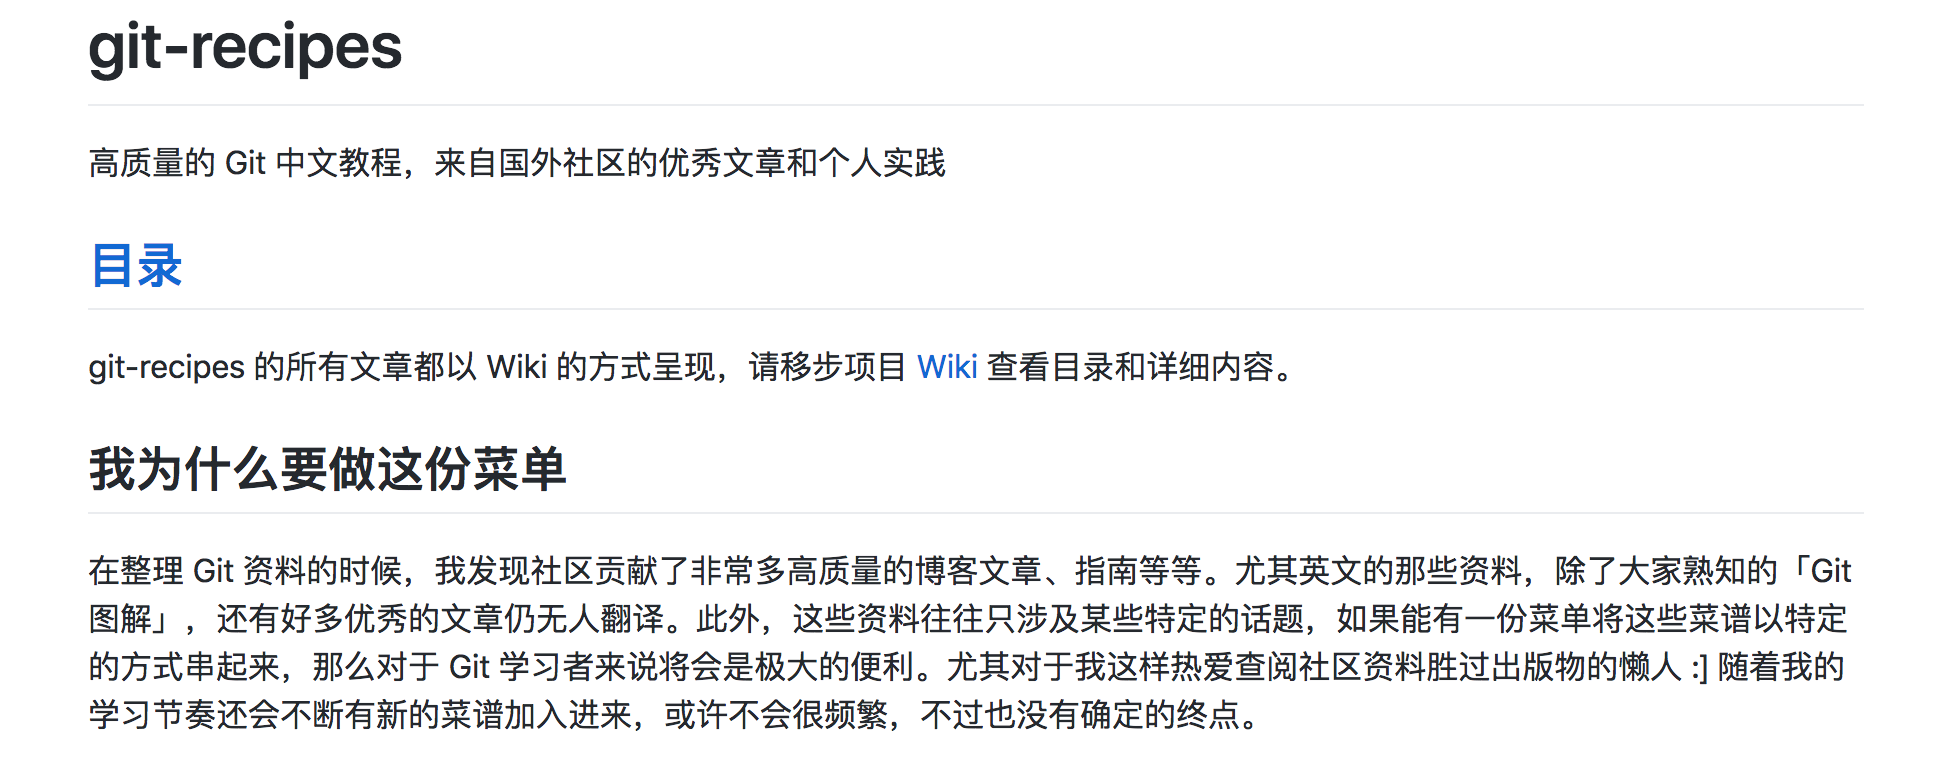 git-recipes
高质量的 Git 中文教程，来自国外社区的优秀文章和个人实践
目录
git-recipes 的所有文章都以 Wiki 的方式呈现，请移步项目 Wiki 查看目录和详细内容。
我为什么要做这份菜单
在整理 Git 资料的时候，我发现社区贡献了非常多高质量的博客文章、指南等等。尤其英文的那些资料，除了大家熟知的「Git
图解」，还有好多优秀的文章仍无人翻译。此外，这些资料往往只涉及某些特定的话题，如果能有一份菜单将这些菜谱以特定
的方式串起来，那么对于 Git 学习者来说将会是极大的便利。尤其对于我这样热爱查阅社区资料胜过出版物的懒人 :] 随着我的
学习节奏还会不断有新的菜谱加入进来，或许不会很频繁，不过也没有确定的终点。